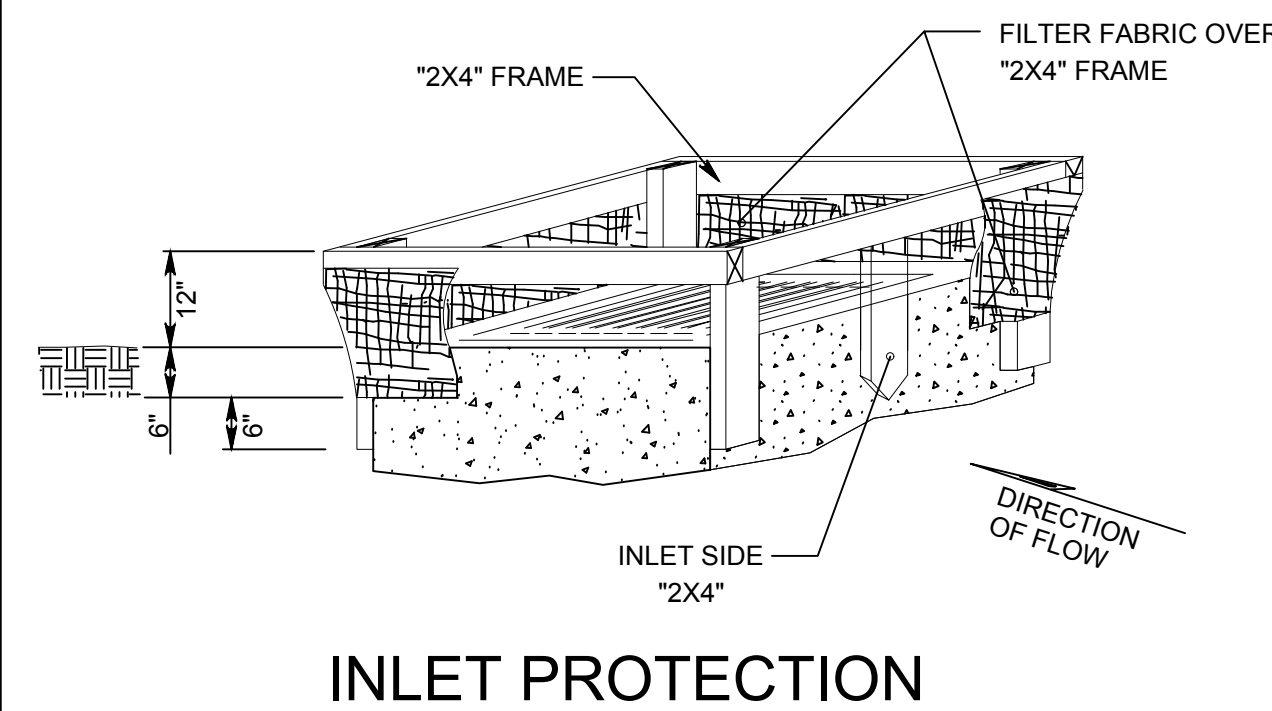 FILTER FABRIC OVER
"2X4" FRAME
"2X4" FRAME
12"
6"
6"
DIRECTION
OF FLOW
INLET SIDE
"2X4"
INLET PROTECTION